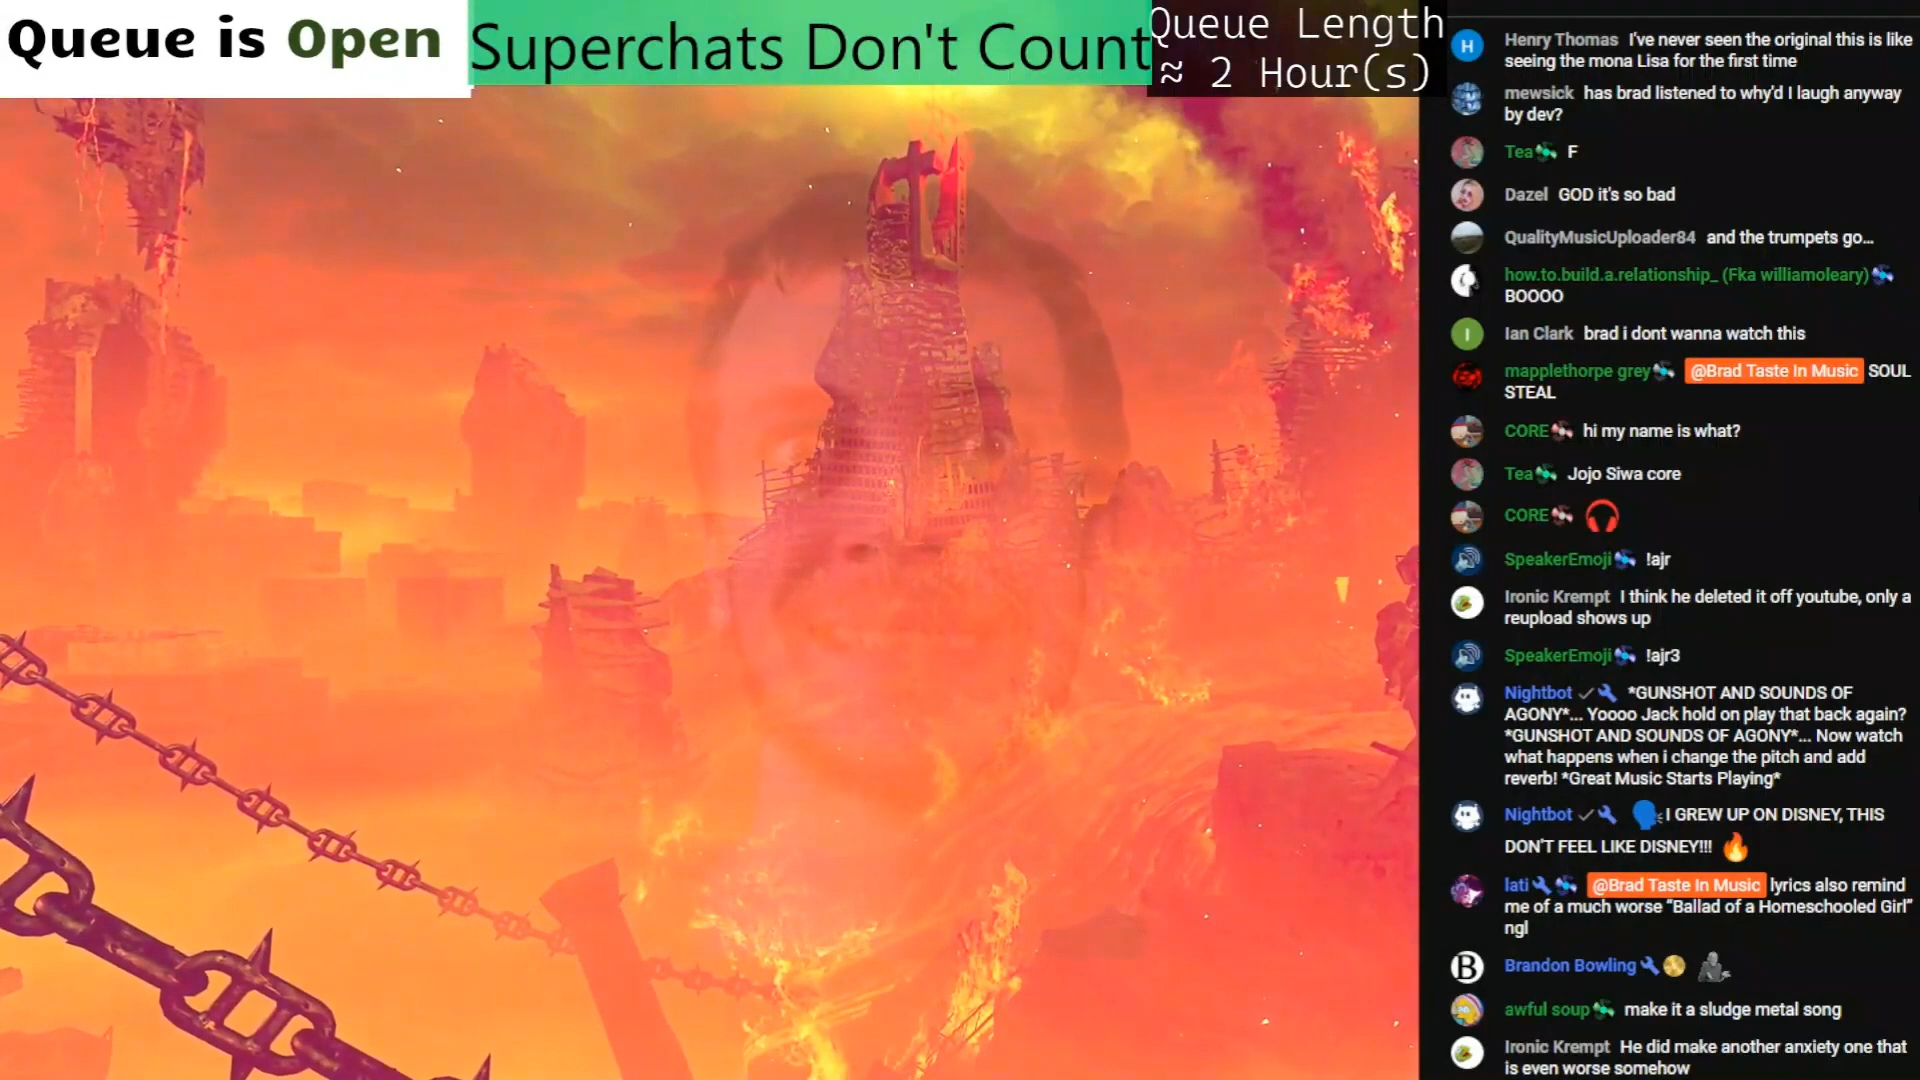 Queue is Open
Superchats Don't Count
Queue Length
≈ 2 Hour(s)
Henry Thomas I've never seen the original this is like
seeing the mona Lisa for the first time
mewsick has brad listened to why'd I laugh anyway
by dev?
Tea F
Dazel GOD it's so bad
QualityMusicUploader84 and the trumpets go...
how.to.build.a.relationship_ (Fka williamoleary)
BOOOO
I
Ian Clark brad i dont wanna watch this
mapplethorpe grey @Brad Taste In Music SOUL
STEAL
CORE hi my name is what?
Tea Jojo Siwa core
CORE
SpeakerEmoji !ajr
Ironic Krempt I think he deleted it off youtube, only a
reupload shows up
SpeakerEmoji !ajr3
Nightbot *GUNSHOT AND SOUNDS OF
AGONY*... Yoooo Jack hold on play that back again?
*GUNSHOT AND SOUNDS OF AGONY*... Now watch
what happens when i change the pitch and add
reverb! *Great Music Starts Playing*
Nightbot I GREW UP ON DISNEY, THIS
DON'T FEEL LIKE DISNEY!!!
lati @Brad Taste In Music lyrics also remind
me of a much worse “Ballad of a Homeschooled Girl”
ngl
B
Brandon Bowling
awful soup make it a sludge metal song
Ironic Krempt He did make another anxiety one that
is even worse somehow